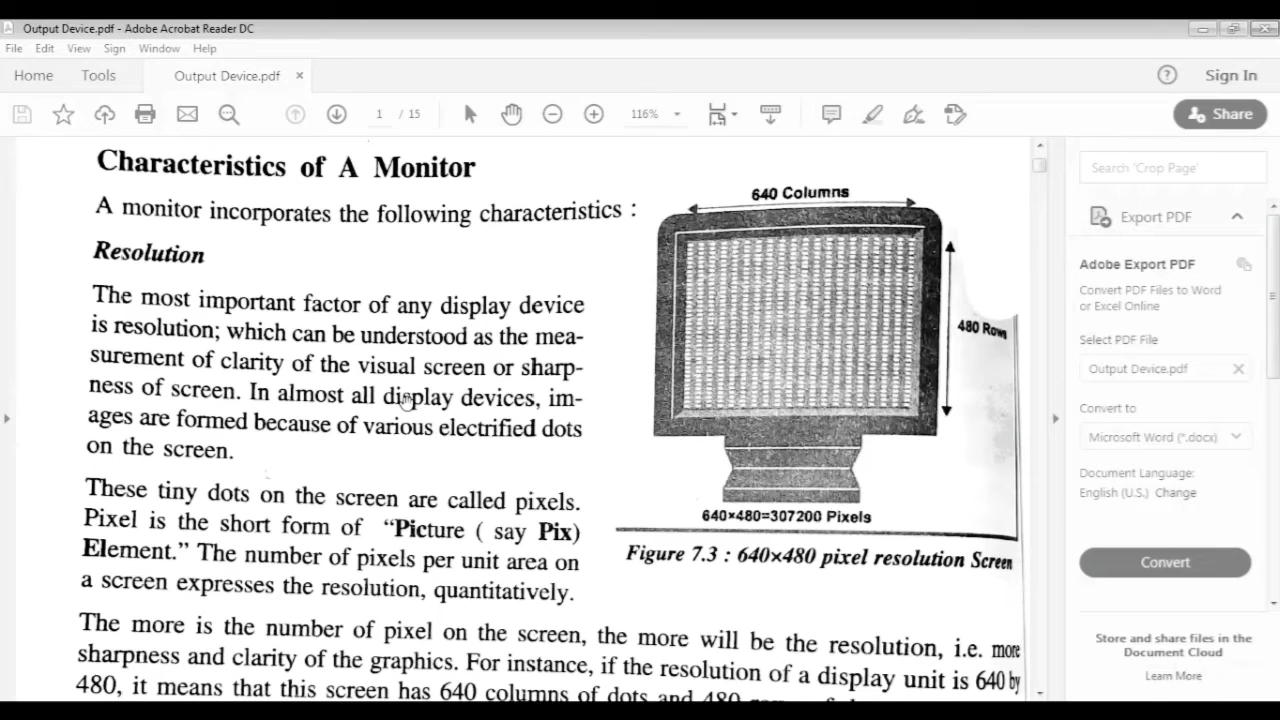 Output Device.pdf - Adobe Acrobat Reader DC
File Edit View Sign Window Help
Home Tools Output Device.pdf × Sign In
1 / 15 116% Share
Characteristics of A Monitor
A monitor incorporates the following characteristics :
Resolution
The most important factor of any display device
is resolution; which can be understood as the mea-
surement of clarity of the visual screen or sharp-
ness of screen. In almost all display devices, im-
ages are formed because of various electrified dots
on the screen.
These tiny dots on the screen are called pixels.
Pixel is the short form of "Picture ( say Pix)
Element." The number of pixels per unit area on
a screen expresses the resolution, quantitatively.
640 Columns
480 Rows
640×480=307200 Pixels
Figure 7.3 : 640×480 pixel resolution Screen
The more is the number of pixel on the screen, the more will be the resolution, i.e. more
sharpness and clarity of the graphics. For instance, if the resolution of a display unit is 640 by
480, it means that this screen has 640 columns of dots and 480
Search 'Crop Page'
Export PDF
Adobe Export PDF
Convert PDF Files to Word
or Excel Online
Select PDF File
Output Device.pdf
Convert to
Microsoft Word (*.docx)
Document Language:
English (U.S.) Change
Convert
Store and share files in the
Document Cloud
Learn More